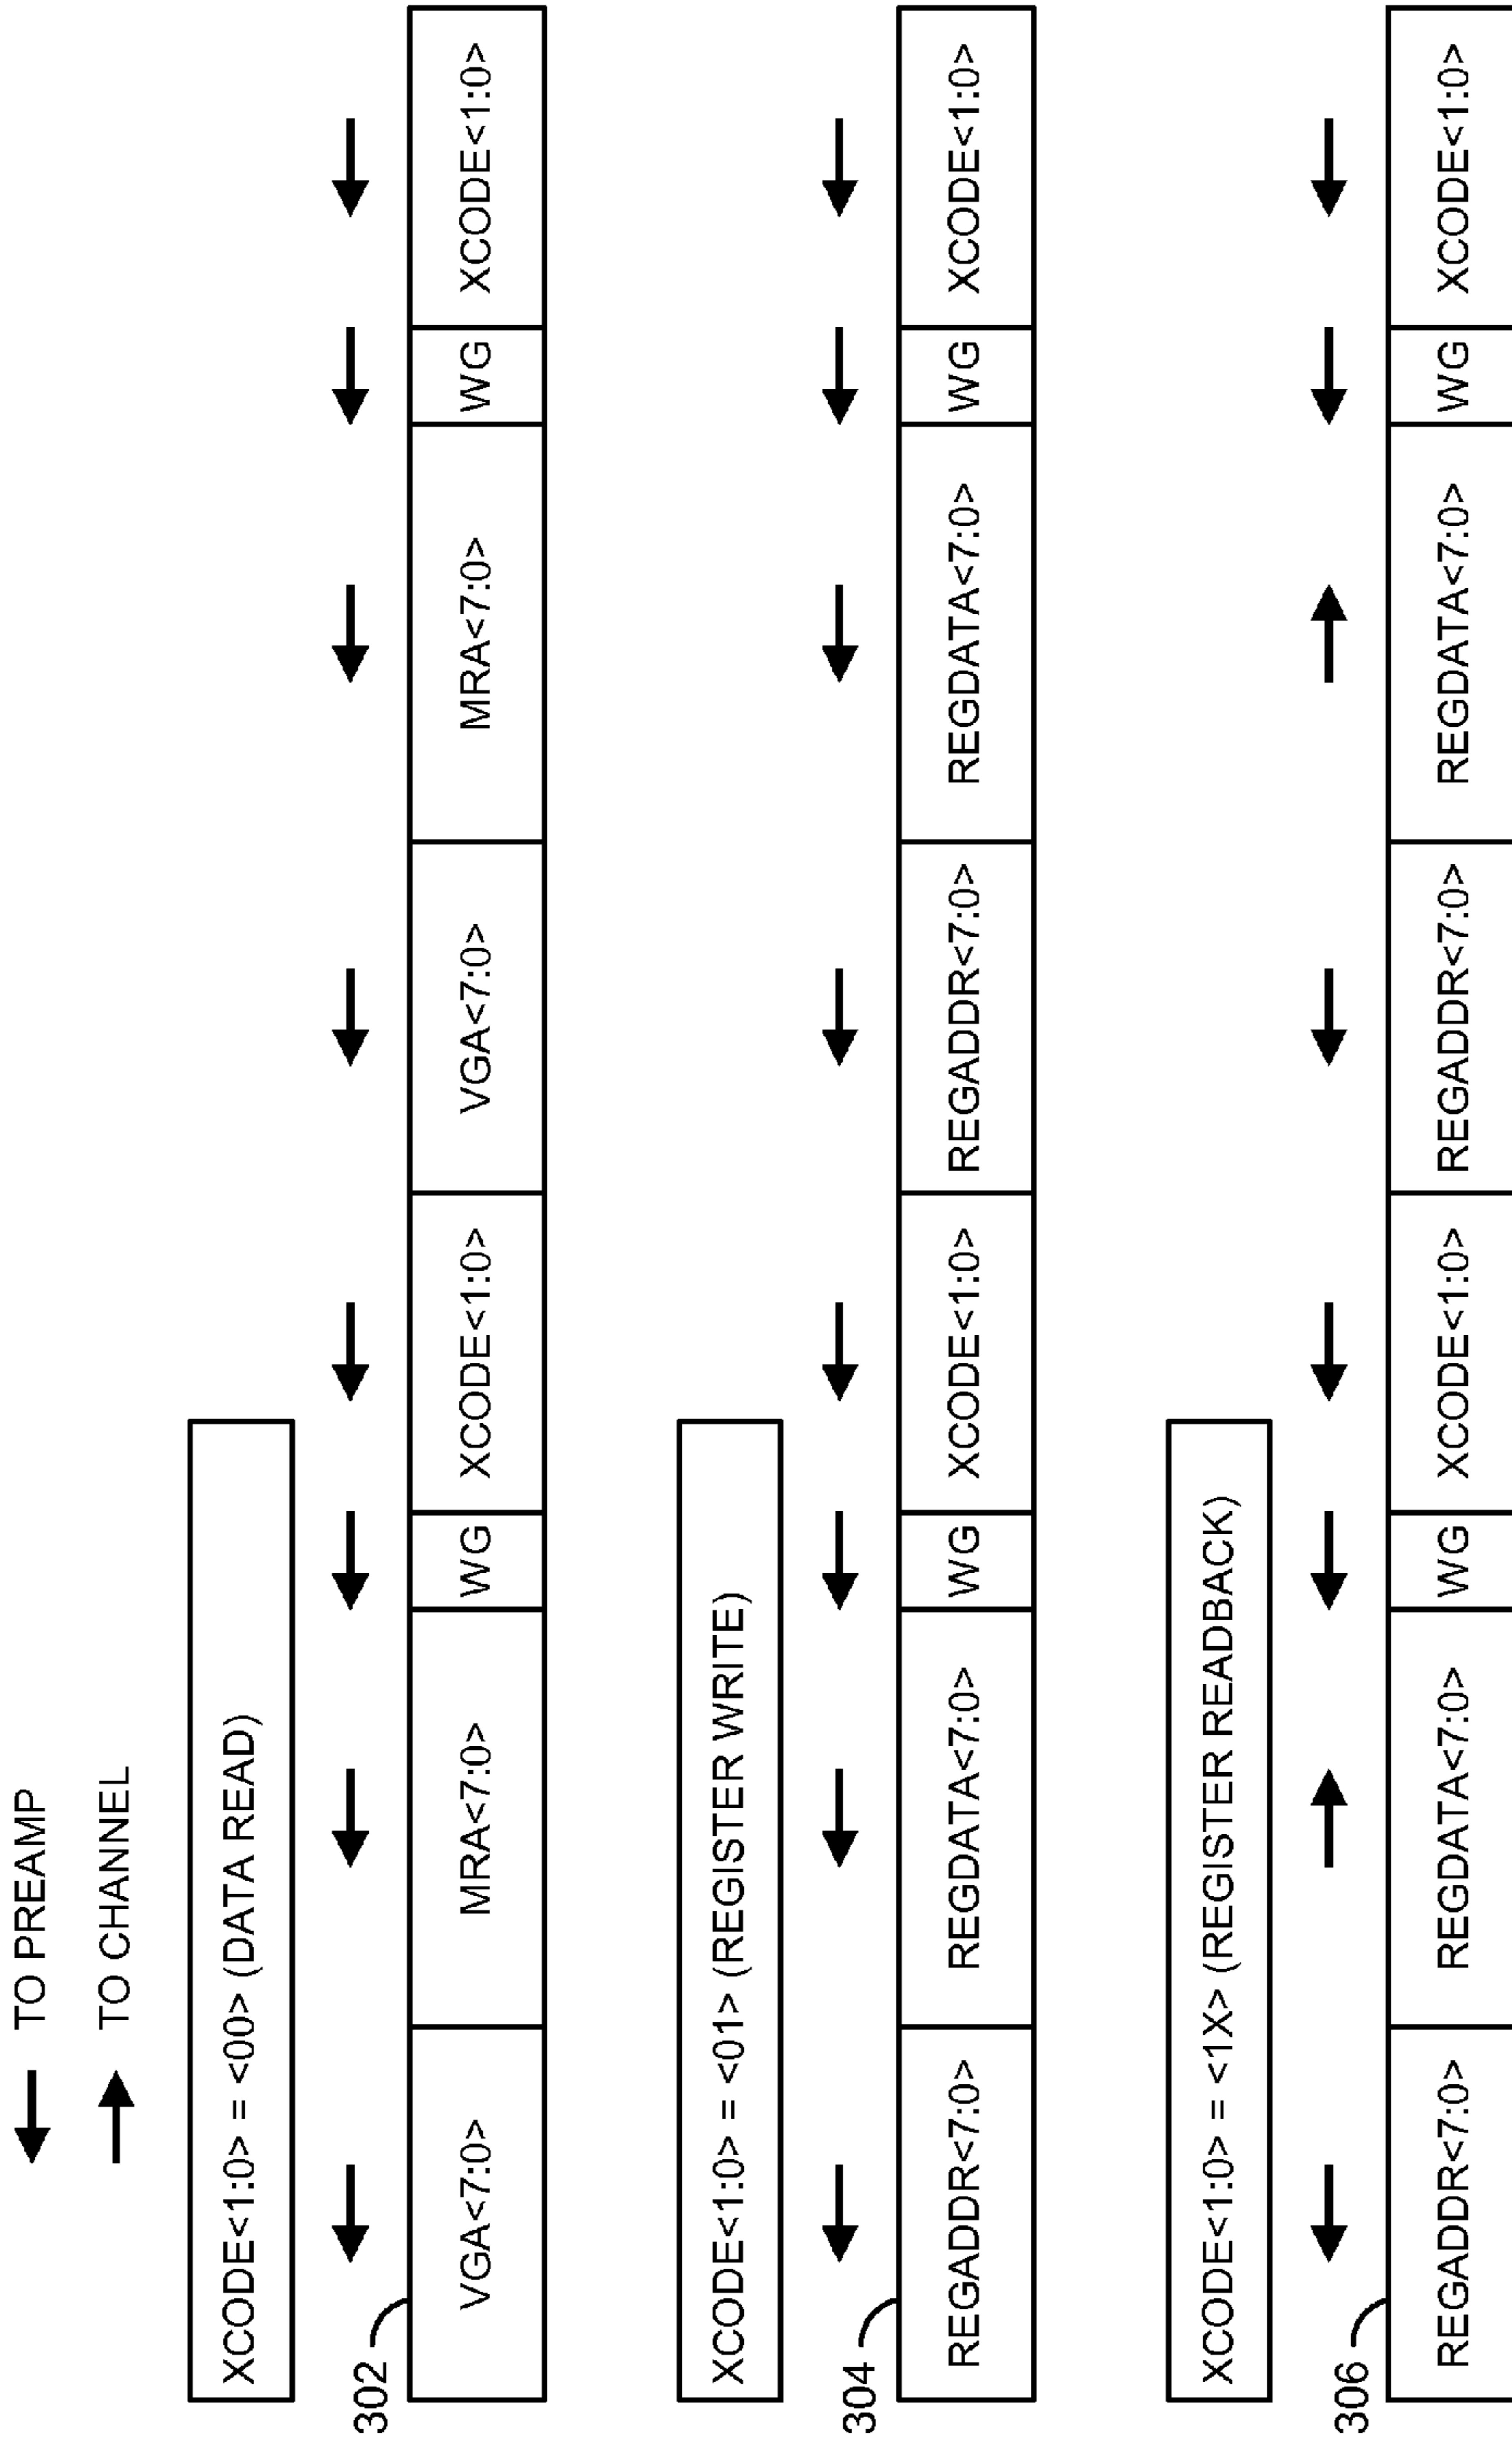 TO PREAMP
TO CHANNEL
XCODE<1:0> = <00> (DATA READ)
302
VGA<7:0> MRA<7:0> WG XCODE<1:0> VGA<7:0> MRA<7:0> WG XCODE<1:0>
XCODE<1:0> = <01> (REGISTER WRITE)
304
REGADDR<7:0> REGDATA<7:0> WG XCODE<1:0> REGADDR<7:0> REGDATA<7:0> WG XCODE<1:0>
XCODE<1:0> = <1X> (REGISTER READBACK)
306
REGADDR<7:0> REGDATA<7:0> WG XCODE<1:0> REGADDR<7:0> REGDATA<7:0> WG XCODE<1:0>